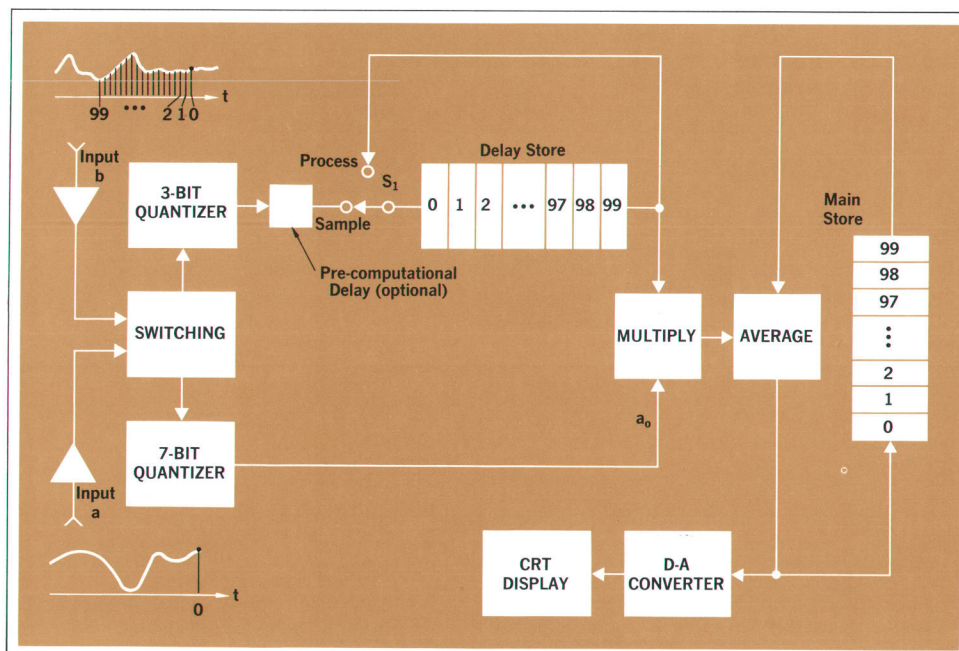 t
99 ••• 2 1 0
Input
b
3-BIT
QUANTIZER
Process
S₁
Sample
Delay Store
0 1 2 ••• 97 98 99
Pre-computational
Delay (optional)
Main
Store
99
98
97
⋮
2
1
0
SWITCHING
MULTIPLY
AVERAGE
a₀
7-BIT
QUANTIZER
Input
a
t
0
CRT
DISPLAY
D-A
CONVERTER